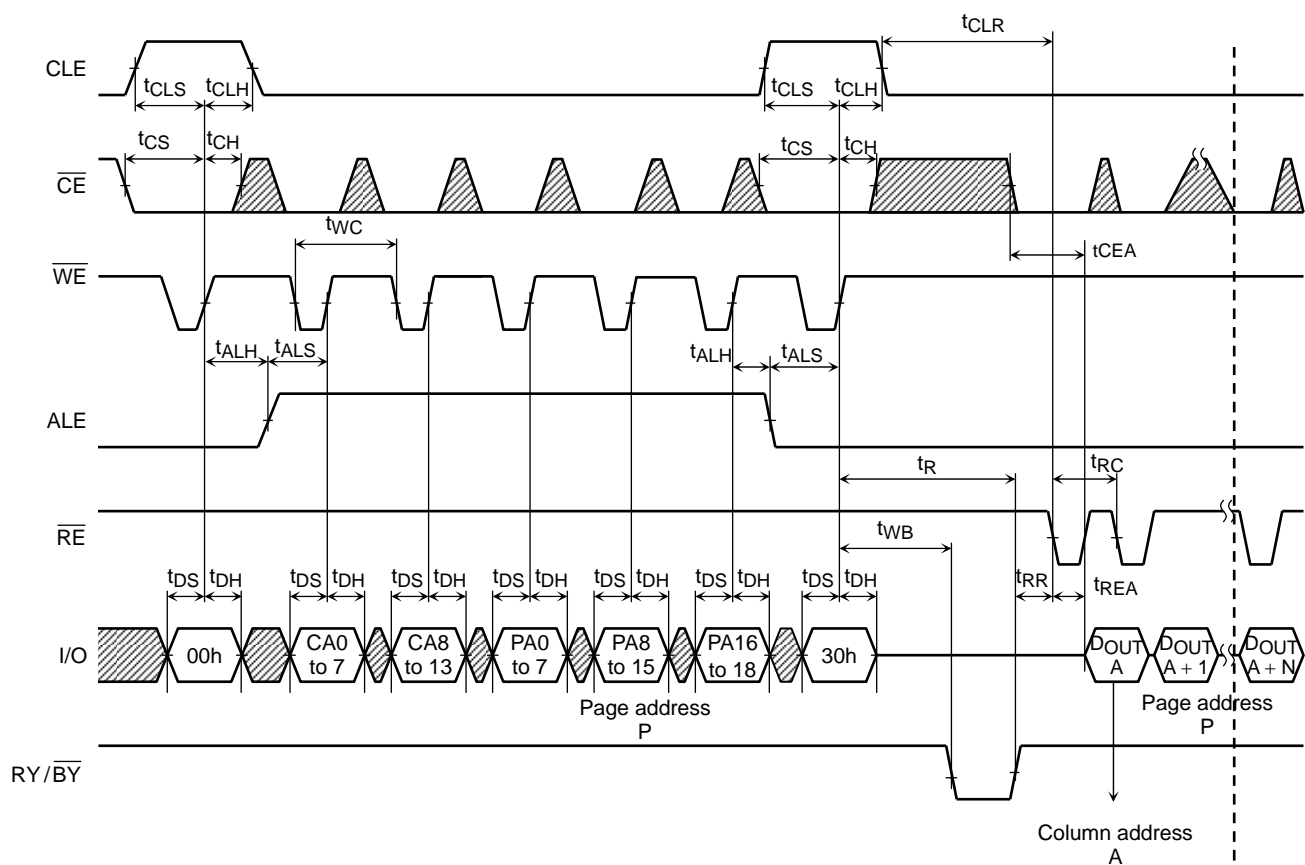 tCLR
CLE
tCLS tCLH tCLS tCLH
tCS tCH tCS tCH
CE
tWC
tCEA
WE
tALH tALS tALH tALS
ALE
tR tRC
RE
tWB
tDS tDH tDS tDH tDS tDH tDS tDH tDS tDH tDS tDH tDS tDH tRR tREA
I/O
00h
CA0
to 7
CA8
to 13
PA0
to 7
PA8
to 15
PA16
to 18
30h
DOUT
A
DOUT
A + 1
DOUT
A + N
Page address
P
Page address
P
RY/BY
Column address
A